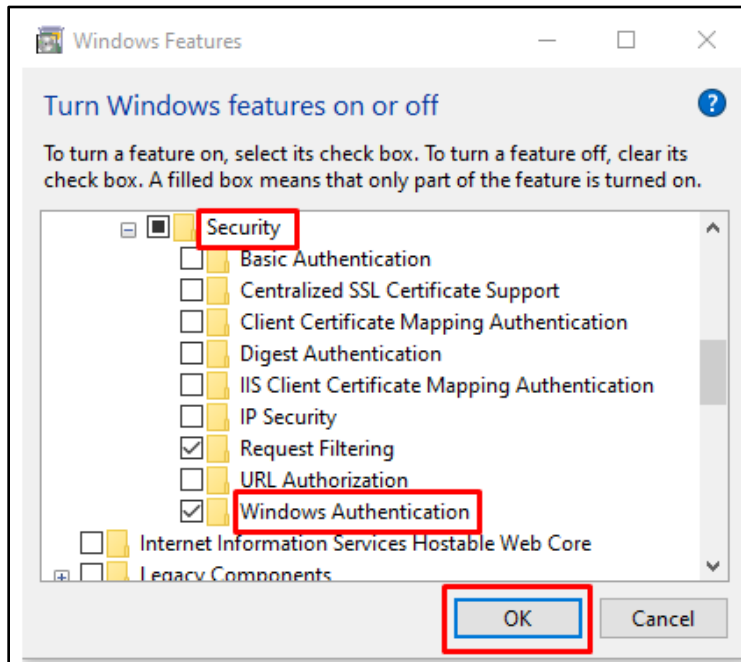 Windows Features
Turn Windows features on or off
?
To turn a feature on, select its check box. To turn a feature off, clear its
check box. A filled box means that only part of the feature is turned on.
Security
Basic Authentication
Centralized SSL Certificate Support
Client Certificate Mapping Authentication
Digest Authentication
IIS Client Certificate Mapping Authentication
IP Security
Request Filtering
URL Authorization
Windows Authentication
Internet Information Services Hostable Web Core
Legacy Components
OK
Cancel